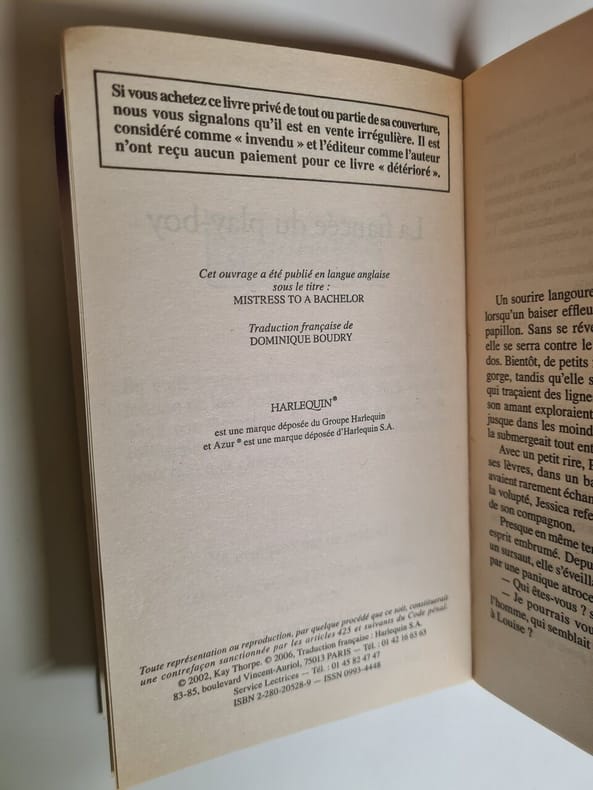 Si vous achetez ce livre privé de tout ou partie de sa couverture,
nous vous signalons qu'il est en vente irrégulière. Il est
considéré comme « invendu » et l'éditeur comme l'auteur
n'ont reçu aucun paiement pour ce livre « détérioré ».
La fiancée du play-boy
Cet ouvrage a été publié en langue anglaise
sous le titre :
MISTRESS TO A BACHELOR
Traduction française de
DOMINIQUE BOUDRY
HARLEQUIN®
est une marque déposée du Groupe Harlequin
et Azur ® est une marque déposée d'Harlequin S.A.
Toute représentation ou reproduction, par quelque procédé que ce soit, constituerait
une contrefaçon sanctionnée par les articles 425 et suivants du Code pénal.
© 2002, Kay Thorpe. © 2006, Traduction française : Harlequin S.A.
83-85, boulevard Vincent-Auriol, 75013 PARIS — Tél. : 01 42 16 63 63
Service Lectrices — Tél. : 01 45 82 47 47
ISBN 2-280-20528-9 — ISSN 0993-4448
Un sourire langoure
lorsqu'un baiser effleu
papillon. Sans se réve
elle se serra contre le
dos. Bientôt, de petits
gorge, tandis qu'elle s
qui traçaient des ligne
son amant exploraient
jusque dans les moind
la submergeait tout ent
Avec un petit rire,
ses lèvres, dans un ba
avaient rarement échan
la volupté, Jessica refe
de son compagnon.
Presque en même te
esprit embrumé. Depu
un sursaut, elle s'éveill
par une panique atroce
— Qui êtes-vous ? s
— Je pourrais vou
l'homme, qui semblait
à Louise ?